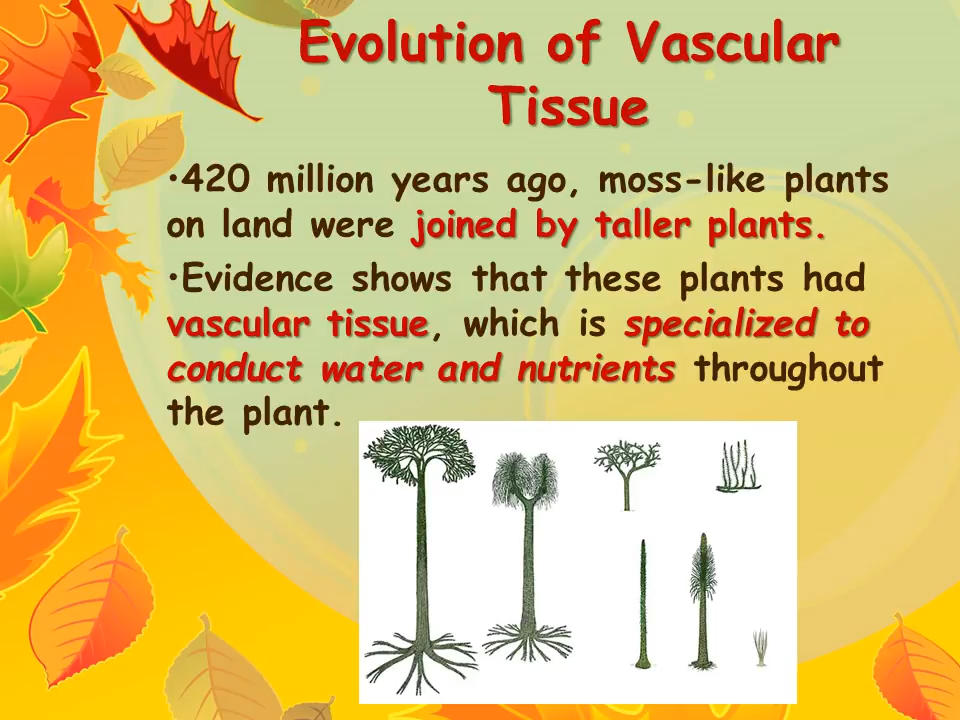 Evolution of Vascular
Tissue
•420 million years ago, moss-like plants
on land were joined by taller plants.
•Evidence shows that these plants had
vascular tissue, which is specialized to
conduct water and nutrients throughout
the plant.